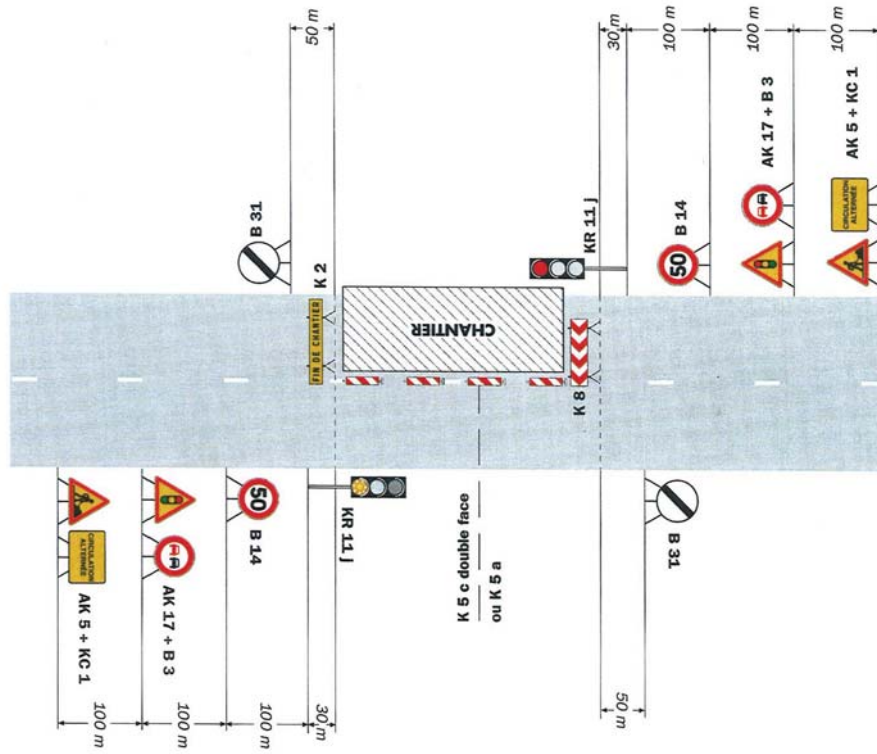 50 m
B 31
K 2
FIN DE CHANTIER
CHANTIER
K 8
KR 11 j
30 m
100 m
100 m
100 m
50
B 14
AK 17 + B 3
CIRCULATION
ALTERNÉE
AK 5 + KC 1
CIRCULATION
ALTERNÉE
AK 5 + KC 1
AK 17 + B 3
50
B 14
KR 11 j
100 m
100 m
100 m
30 m
K 5 c double face
ou K 5 a
B 31
50 m